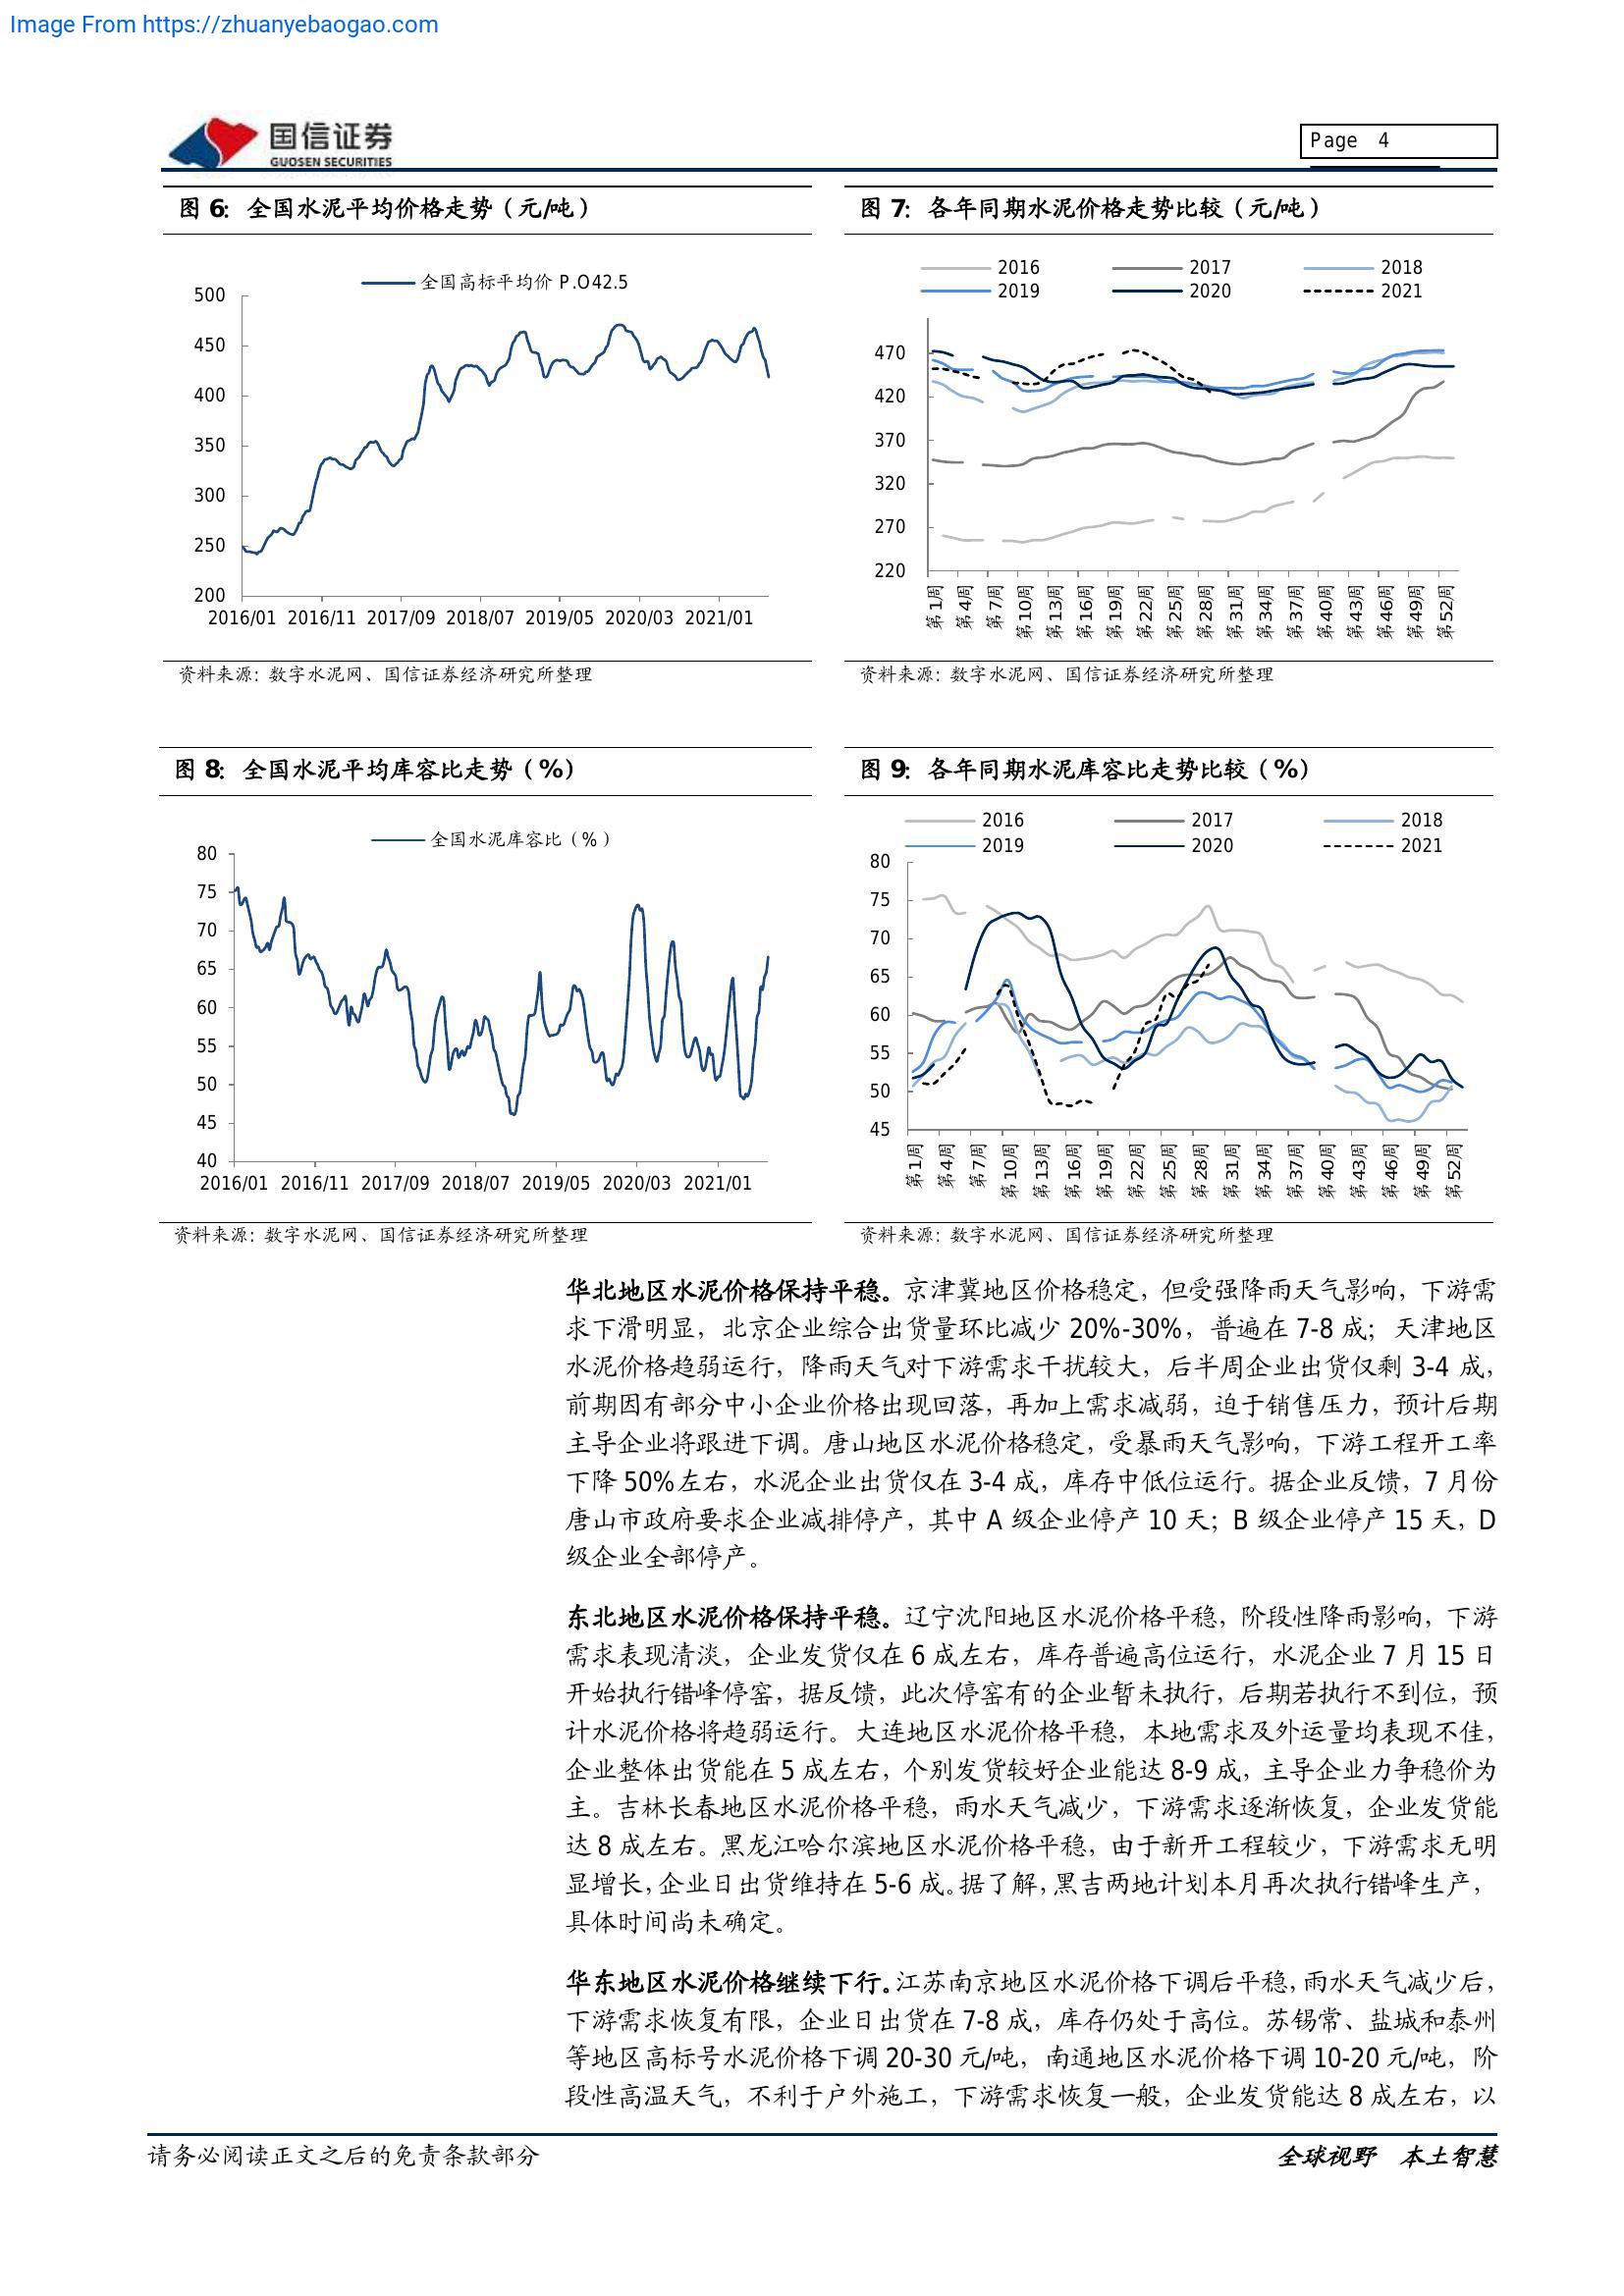 Image From https://zhuanyebaogao.com
国信证券
GUOSEN SECURITIES
Page 4
图 6: 全国水泥平均价格走势（元/吨）
全国高标平均价 P.O42.5
500
450
400
350
300
250
200
2016/01 2016/11 2017/09 2018/07 2019/05 2020/03 2021/01
资料来源: 数字水泥网、国信证券经济研究所整理
图 7: 各年同期水泥价格走势比较（元/吨）
2016 2017 2018
2019 2020 2021
470
420
370
320
270
220
第1周 第4周 第7周 第10周 第13周 第16周 第19周 第22周 第25周 第28周 第31周 第34周 第37周 第40周 第43周 第46周 第49周 第52周
资料来源: 数字水泥网、国信证券经济研究所整理
图 8: 全国水泥平均库容比走势（%）
全国水泥库容比（%）
80
75
70
65
60
55
50
45
40
2016/01 2016/11 2017/09 2018/07 2019/05 2020/03 2021/01
资料来源: 数字水泥网、国信证券经济研究所整理
图 9: 各年同期水泥库容比走势比较（%）
2016 2017 2018
2019 2020 2021
80
75
70
65
60
55
50
45
第1周 第4周 第7周 第10周 第13周 第16周 第19周 第22周 第25周 第28周 第31周 第34周 第37周 第40周 第43周 第46周 第49周 第52周
资料来源: 数字水泥网、国信证券经济研究所整理
华北地区水泥价格保持平稳。京津冀地区价格稳定，但受强降雨天气影响，下游需
求下滑明显，北京企业综合出货量环比减少 20%-30%，普遍在 7-8 成；天津地区
水泥价格趋弱运行，降雨天气对下游需求干扰较大，后半周企业出货仅剩 3-4 成，
前期因有部分中小企业价格出现回落，再加上需求减弱，迫于销售压力，预计后期
主导企业将跟进下调。唐山地区水泥价格稳定，受暴雨天气影响，下游工程开工率
下降 50%左右，水泥企业出货仅在 3-4 成，库存中低位运行。据企业反馈，7 月份
唐山市政府要求企业减排停产，其中 A 级企业停产 10 天；B 级企业停产 15 天，D
级企业全部停产。
东北地区水泥价格保持平稳。辽宁沈阳地区水泥价格平稳，阶段性降雨影响，下游
需求表现清淡，企业发货仅在 6 成左右，库存普遍高位运行，水泥企业 7 月 15 日
开始执行错峰停窑，据反馈，此次停窑有的企业暂未执行，后期若执行不到位，预
计水泥价格将趋弱运行。大连地区水泥价格平稳，本地需求及外运量均表现不佳，
企业整体出货能在 5 成左右，个别发货较好企业能达 8-9 成，主导企业力争稳价为
主。吉林长春地区水泥价格平稳，雨水天气减少，下游需求逐渐恢复，企业发货能
达 8 成左右。黑龙江哈尔滨地区水泥价格平稳，由于新开工程较少，下游需求无明
显增长，企业日出货维持在 5-6 成。据了解，黑吉两地计划本月再次执行错峰生产，
具体时间尚未确定。
华东地区水泥价格继续下行。江苏南京地区水泥价格下调后平稳，雨水天气减少后，
下游需求恢复有限，企业日出货在 7-8 成，库存仍处于高位。苏锡常、盐城和泰州
等地区高标号水泥价格下调 20-30 元/吨，南通地区水泥价格下调 10-20 元/吨，阶
段性高温天气，不利于户外施工，下游需求恢复一般，企业发货能达 8 成左右，以
请务必阅读正文之后的免责条款部分
全球视野 本土智慧